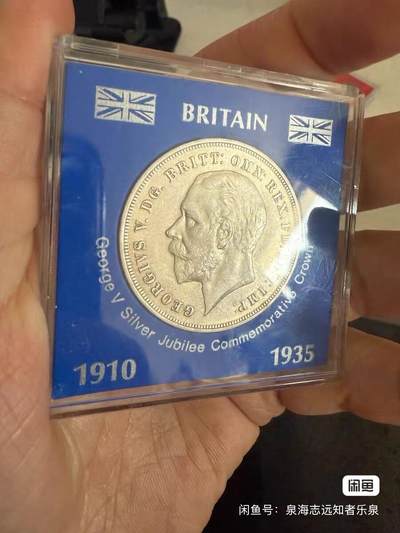 BRITAIN
GEORGIVS V. DG. BRITT: OMN: REX. IMP.
George V Silver Jubilee Commemorative Crown
1910
1935
闲鱼
闲鱼号：泉海志远知者乐泉